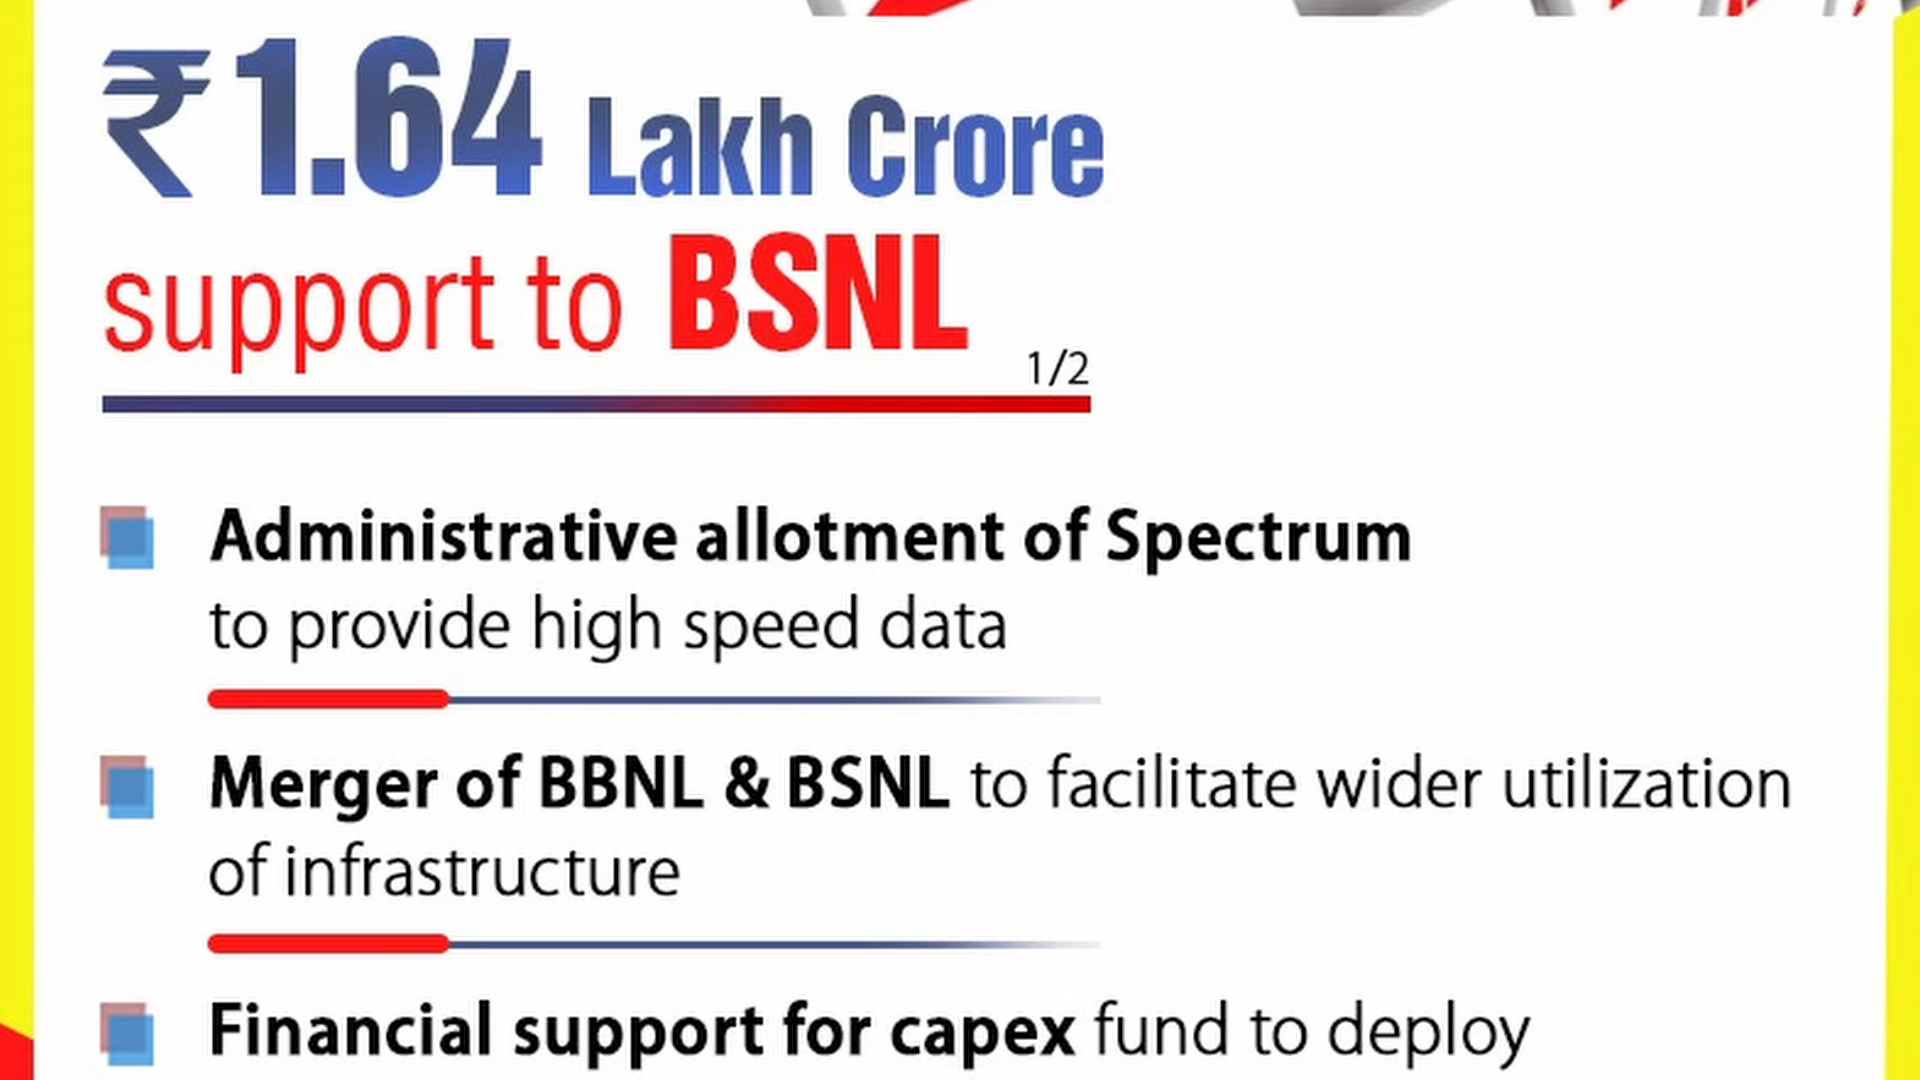 ₹1.64 Lakh Crore
support to BSNL
1/2
Administrative allotment of Spectrum
to provide high speed data
Merger of BBNL & BSNL to facilitate wider utilization
of infrastructure
Financial support for capex fund to deploy